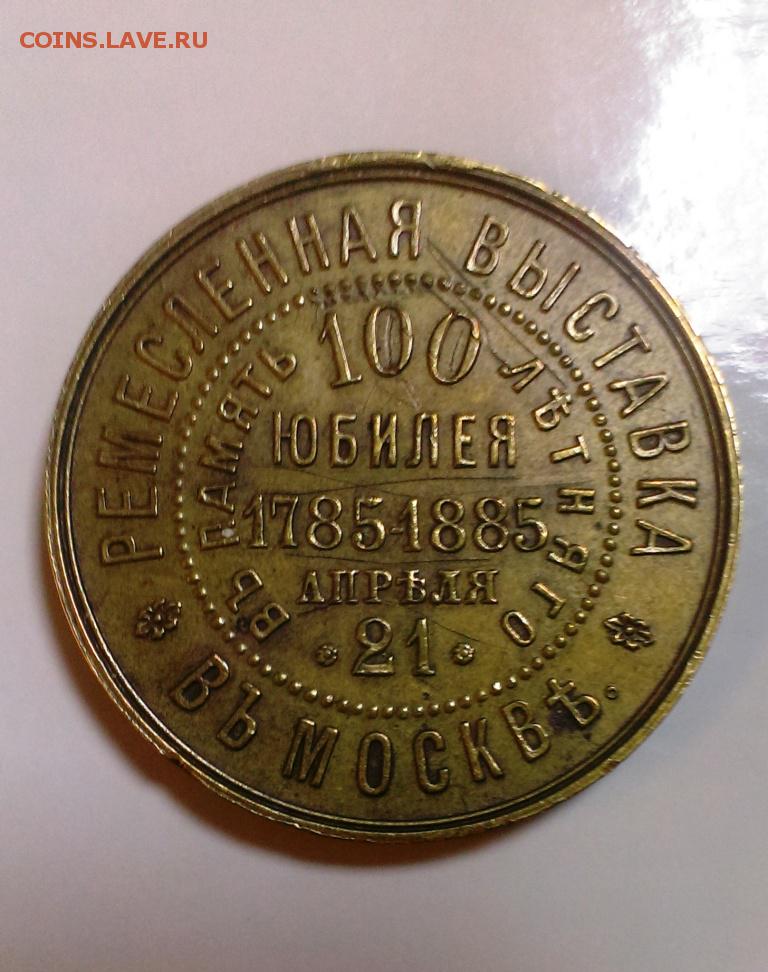 COINS.LAVE.RU
РЕМЕСЛЕННАЯ ВЫСТАВКА
ВЪ МОСКВѢ.
ВЪ ПАМЯТЬ 100 ЛѢТНЯГО
ЮБИЛЕЯ
1785-1885
АПРѢЛЯ
21